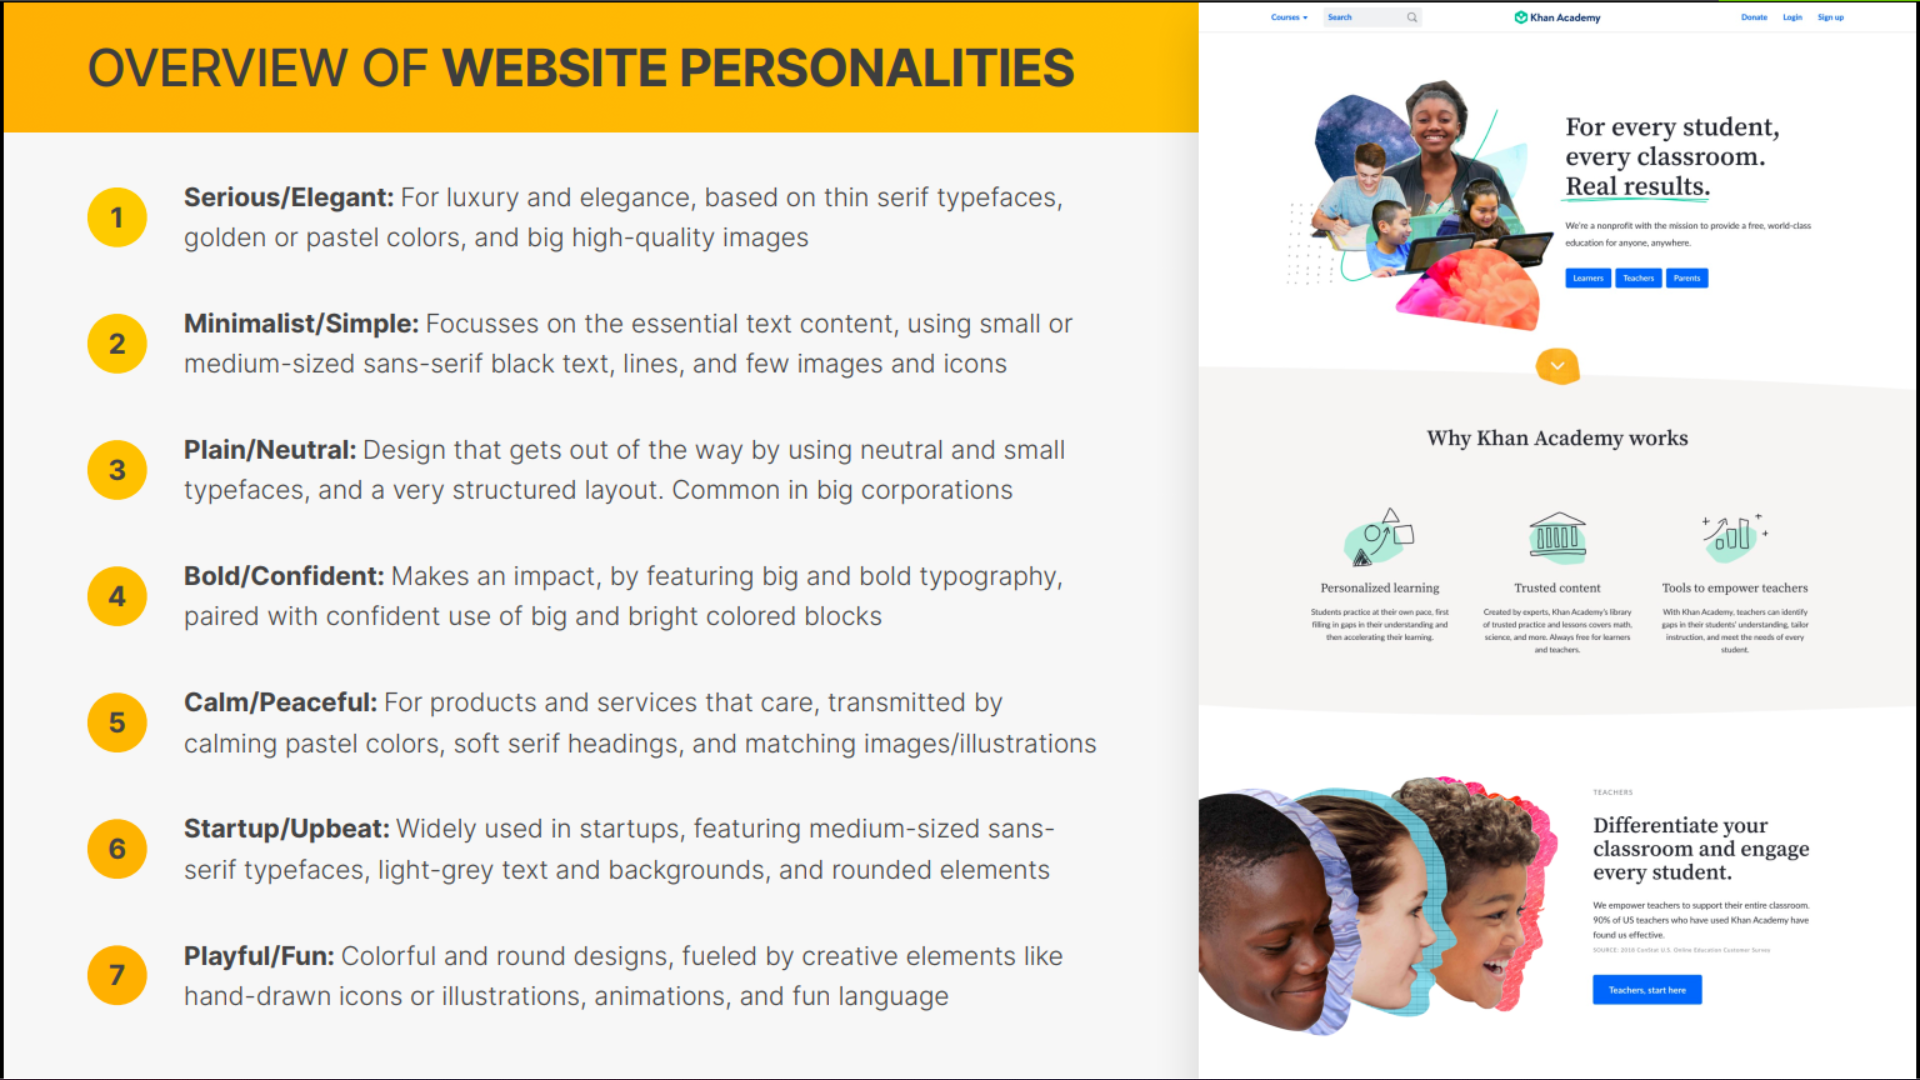 OVERVIEW OF WEBSITE PERSONALITIES
1
Serious/Elegant: For luxury and elegance, based on thin serif typefaces,
golden or pastel colors, and big high-quality images
2
Minimalist/Simple: Focusses on the essential text content, using small or
medium-sized sans-serif black text, lines, and few images and icons
3
Plain/Neutral: Design that gets out of the way by using neutral and small
typefaces, and a very structured layout. Common in big corporations
4
Bold/Confident: Makes an impact, by featuring big and bold typography,
paired with confident use of big and bright colored blocks
5
Calm/Peaceful: For products and services that care, transmitted by
calming pastel colors, soft serif headings, and matching images/illustrations
6
Startup/Upbeat: Widely used in startups, featuring medium-sized sans-
serif typefaces, light-grey text and backgrounds, and rounded elements
7
Playful/Fun: Colorful and round designs, fueled by creative elements like
hand-drawn icons or illustrations, animations, and fun language
Courses Search Khan Academy Donate Login Sign up
For every student,
every classroom.
Real results.
We're a nonprofit with the mission to provide a free, world-class
education for anyone, anywhere.
Learners Teachers Parents
Why Khan Academy works
Personalized learning
Students practice at their own pace, first
filling in gaps in their understanding and
then accelerating their learning.
Trusted content
Created by experts, Khan Academy's library
of trusted practice and lessons covers math,
science, and more. Always free for learners
and teachers.
Tools to empower teachers
With Khan Academy, teachers can identify
gaps in their students' understanding, tailor
instruction, and meet the needs of every
student.
TEACHERS
Differentiate your
classroom and engage
every student.
We empower teachers to support their entire classroom.
90% of US teachers who have used Khan Academy have
found us effective.
SOURCE: 2018 U.S. Online Education Customer Survey
Teachers, start here